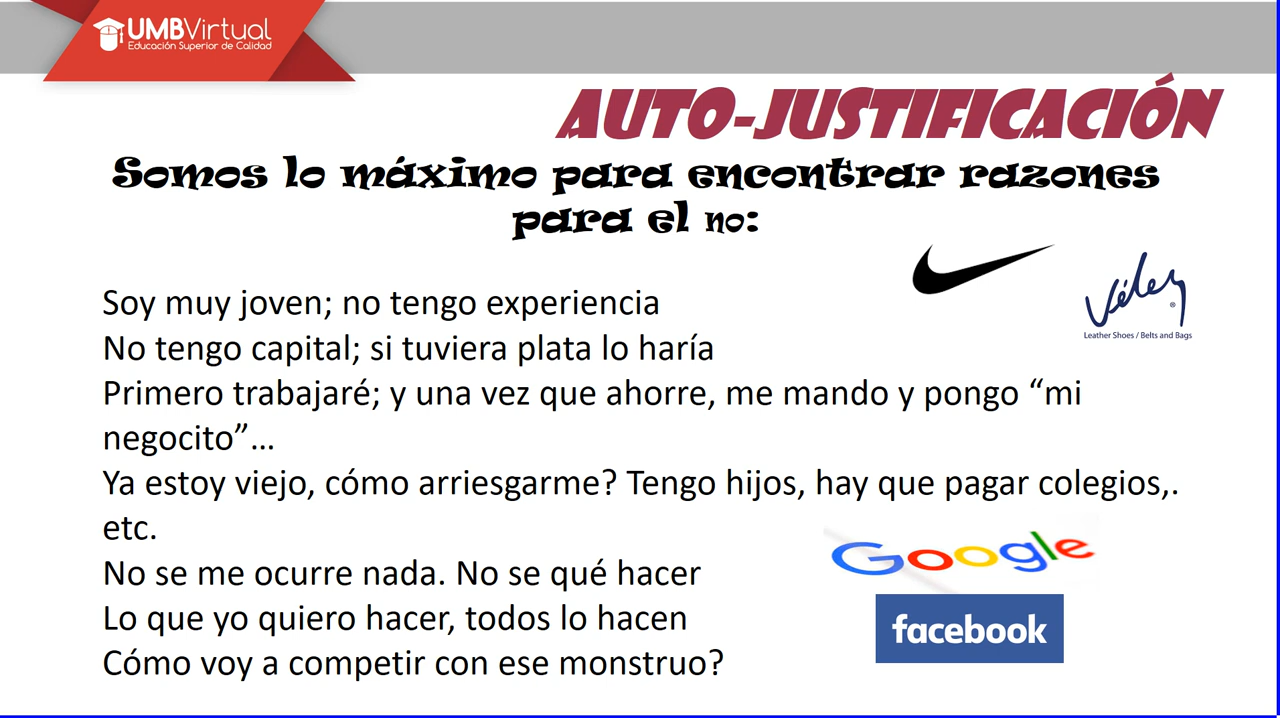 UMBVirtual
Educación Superior de Calidad
AUTO-JUSTIFICACIÓN
Somos lo máximo para encontrar razones
para el no:
Vélez
®
Leather Shoes / Belts and Bags
Soy muy joven; no tengo experiencia
No tengo capital; si tuviera plata lo haría
Primero trabajaré; y una vez que ahorre, me mando y pongo “mi
negocito”...
Ya estoy viejo, cómo arriesgarme? Tengo hijos, hay que pagar colegios,.
etc.
Google
No se me ocurre nada. No se qué hacer
Lo que yo quiero hacer, todos lo hacen
facebook
Cómo voy a competir con ese monstruo?